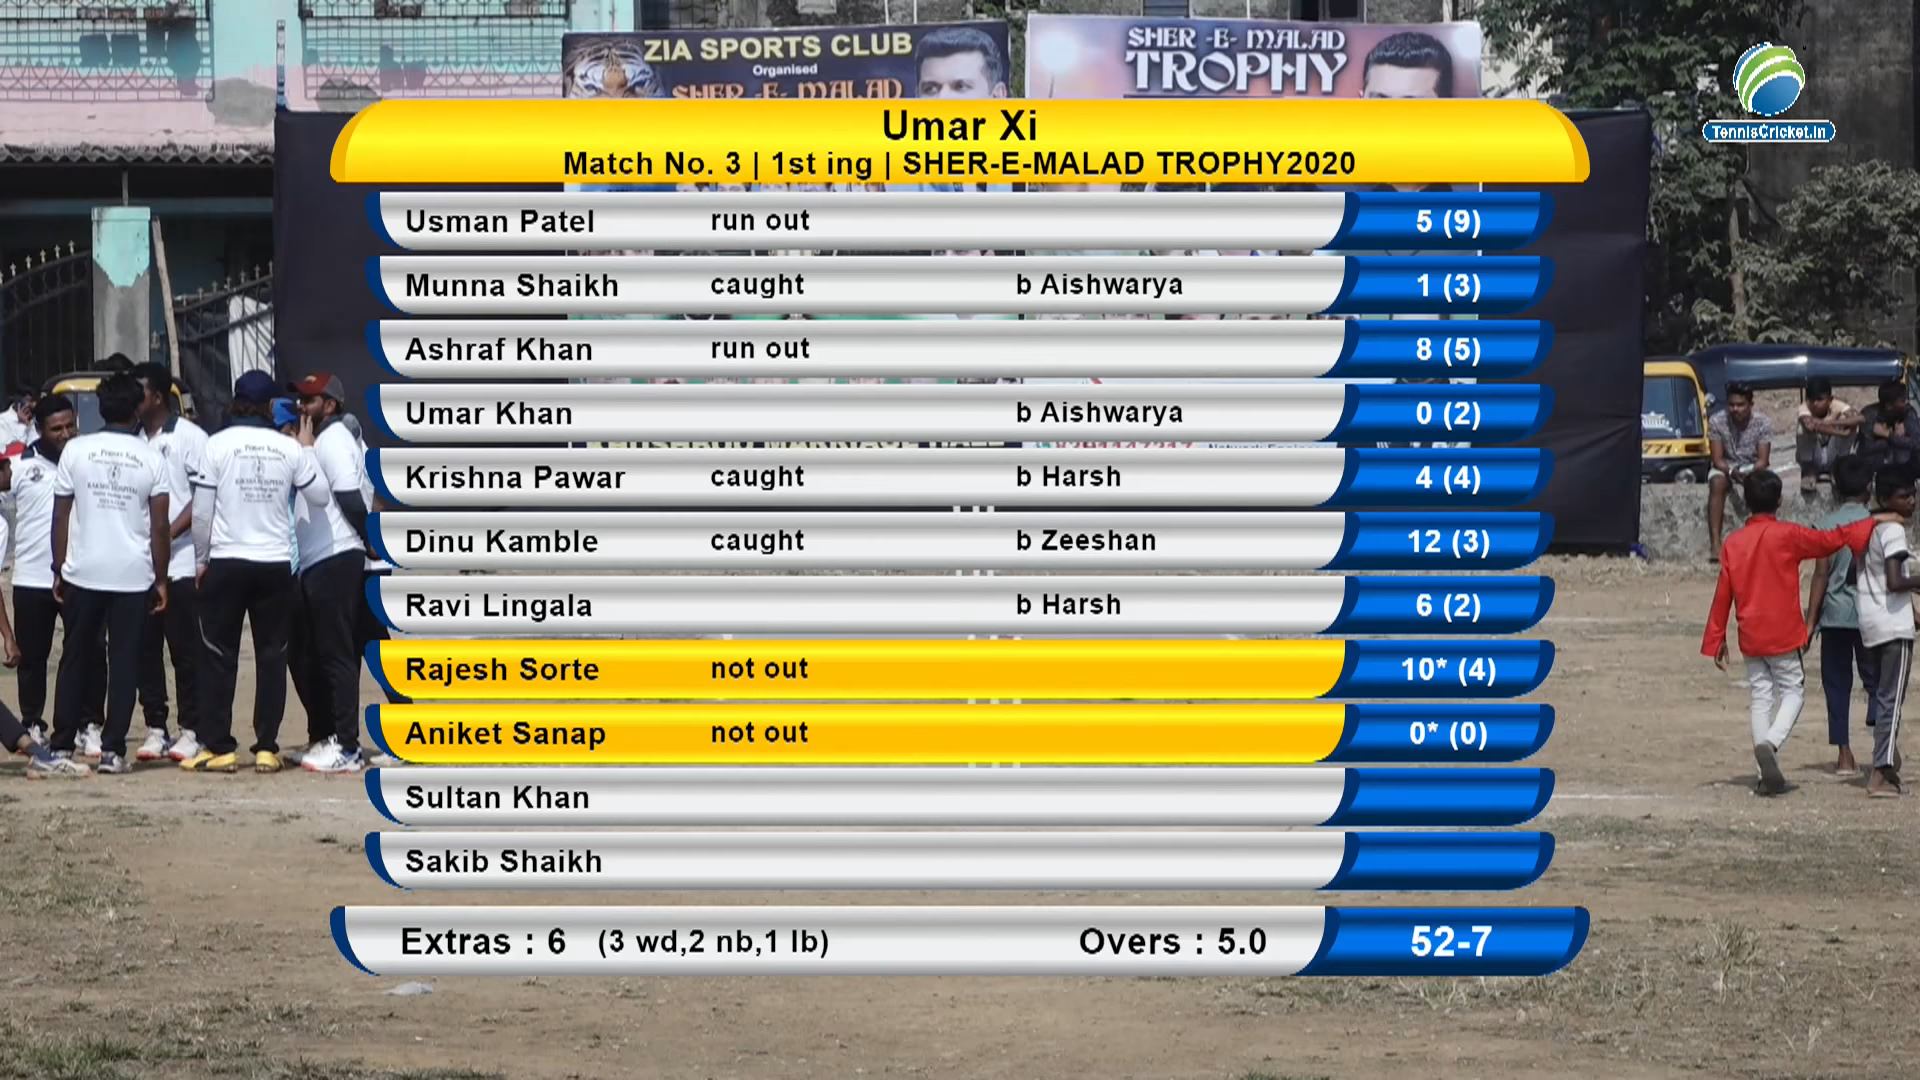 ZIA SPORTS CLUB
Organised
SHER -E- MALAD
SHER -E- MALAD
TROPHY
TennisCricket.in
Umar Xi
Match No. 3 | 1st ing | SHER-E-MALAD TROPHY2020
Usman Patel run out 5 (9)
Munna Shaikh caught b Aishwarya 1 (3)
Ashraf Khan run out 8 (5)
Umar Khan b Aishwarya 0 (2)
Krishna Pawar caught b Harsh 4 (4)
Dinu Kamble caught b Zeeshan 12 (3)
Ravi Lingala b Harsh 6 (2)
Rajesh Sorte not out 10* (4)
Aniket Sanap not out 0* (0)
Sultan Khan
Sakib Shaikh
Extras : 6 (3 wd,2 nb,1 lb) Overs : 5.0 52-7